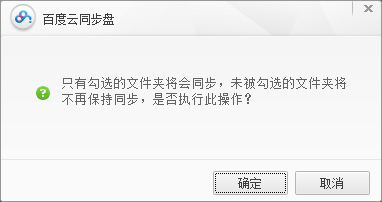 百度云同步盘
只有勾选的文件夹将会同步，未被勾选的文件夹将
不再保持同步，是否执行此操作？
确定
取消